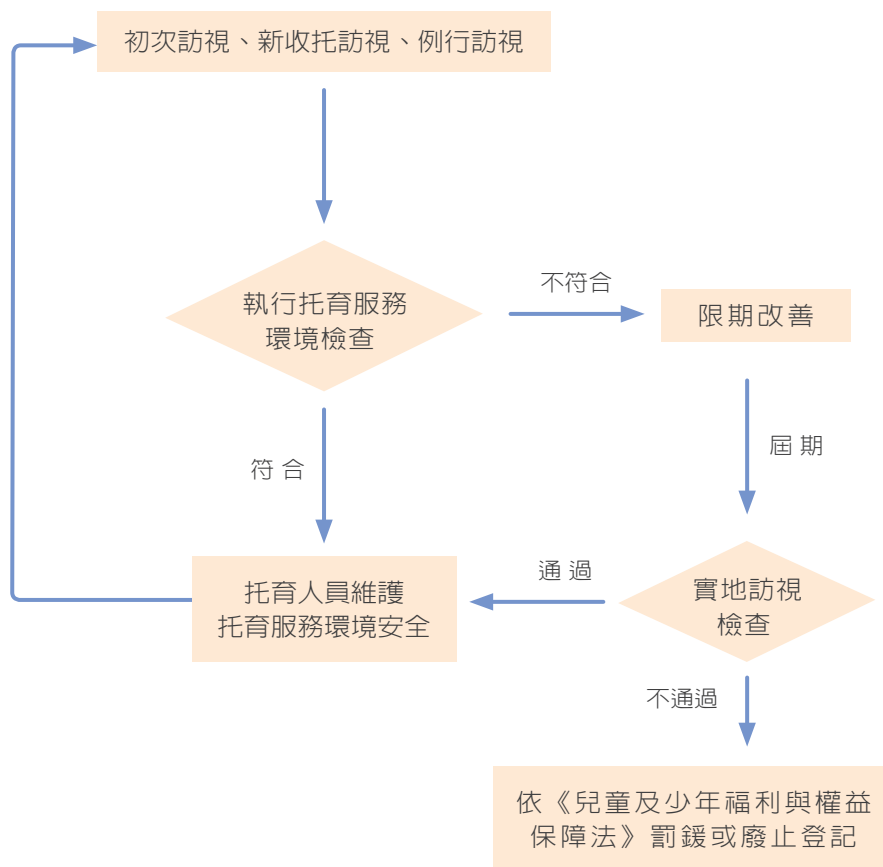 初次訪視、新收托訪視、例行訪視
執行托育服務
環境檢查
不符合
限期改善
屆期
符合
托育人員維護
托育服務環境安全
通過
實地訪視
檢查
不通過
依《兒童及少年福利與權益
保障法》罰鍰或廢止登記